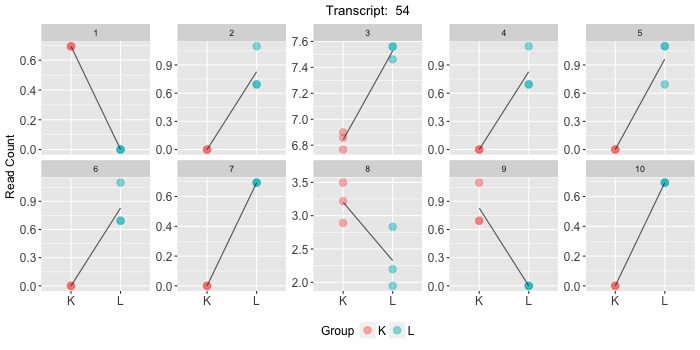 Transcript: 54
1 2 3 4 5
0.6 0.4 0.2 0.0
0.9 0.6 0.3 0.0
7.6 7.4 7.2 7.0 6.8
0.9 0.6 0.3 0.0
0.9 0.6 0.3 0.0
Read Count
6 7 8 9 10
0.9 0.6 0.3 0.0
0.6 0.4 0.2 0.0
3.5 3.0 2.5 2.0
0.9 0.6 0.3 0.0
0.6 0.4 0.2 0.0
K L K L K L K L K L
Group K L